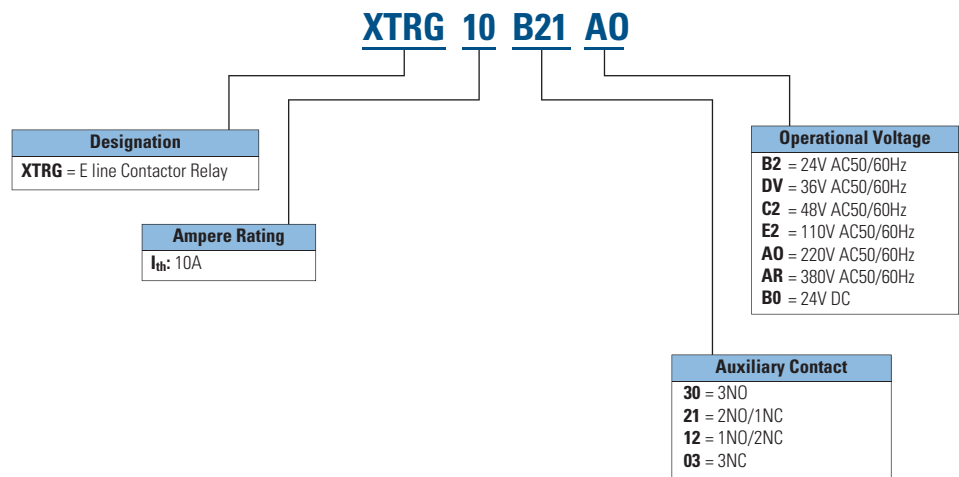 XTRG 10 B21 AO
Designation
XTRG = E line Contactor Relay
Ampere Rating
Ith: 10A
Operational Voltage
B2 = 24V AC50/60Hz
DV = 36V AC50/60Hz
C2 = 48V AC50/60Hz
E2 = 110V AC50/60Hz
AO = 220V AC50/60Hz
AR = 380V AC50/60Hz
B0 = 24V DC
Auxiliary Contact
30 = 3NO
21 = 2NO/1NC
12 = 1NO/2NC
03 = 3NC